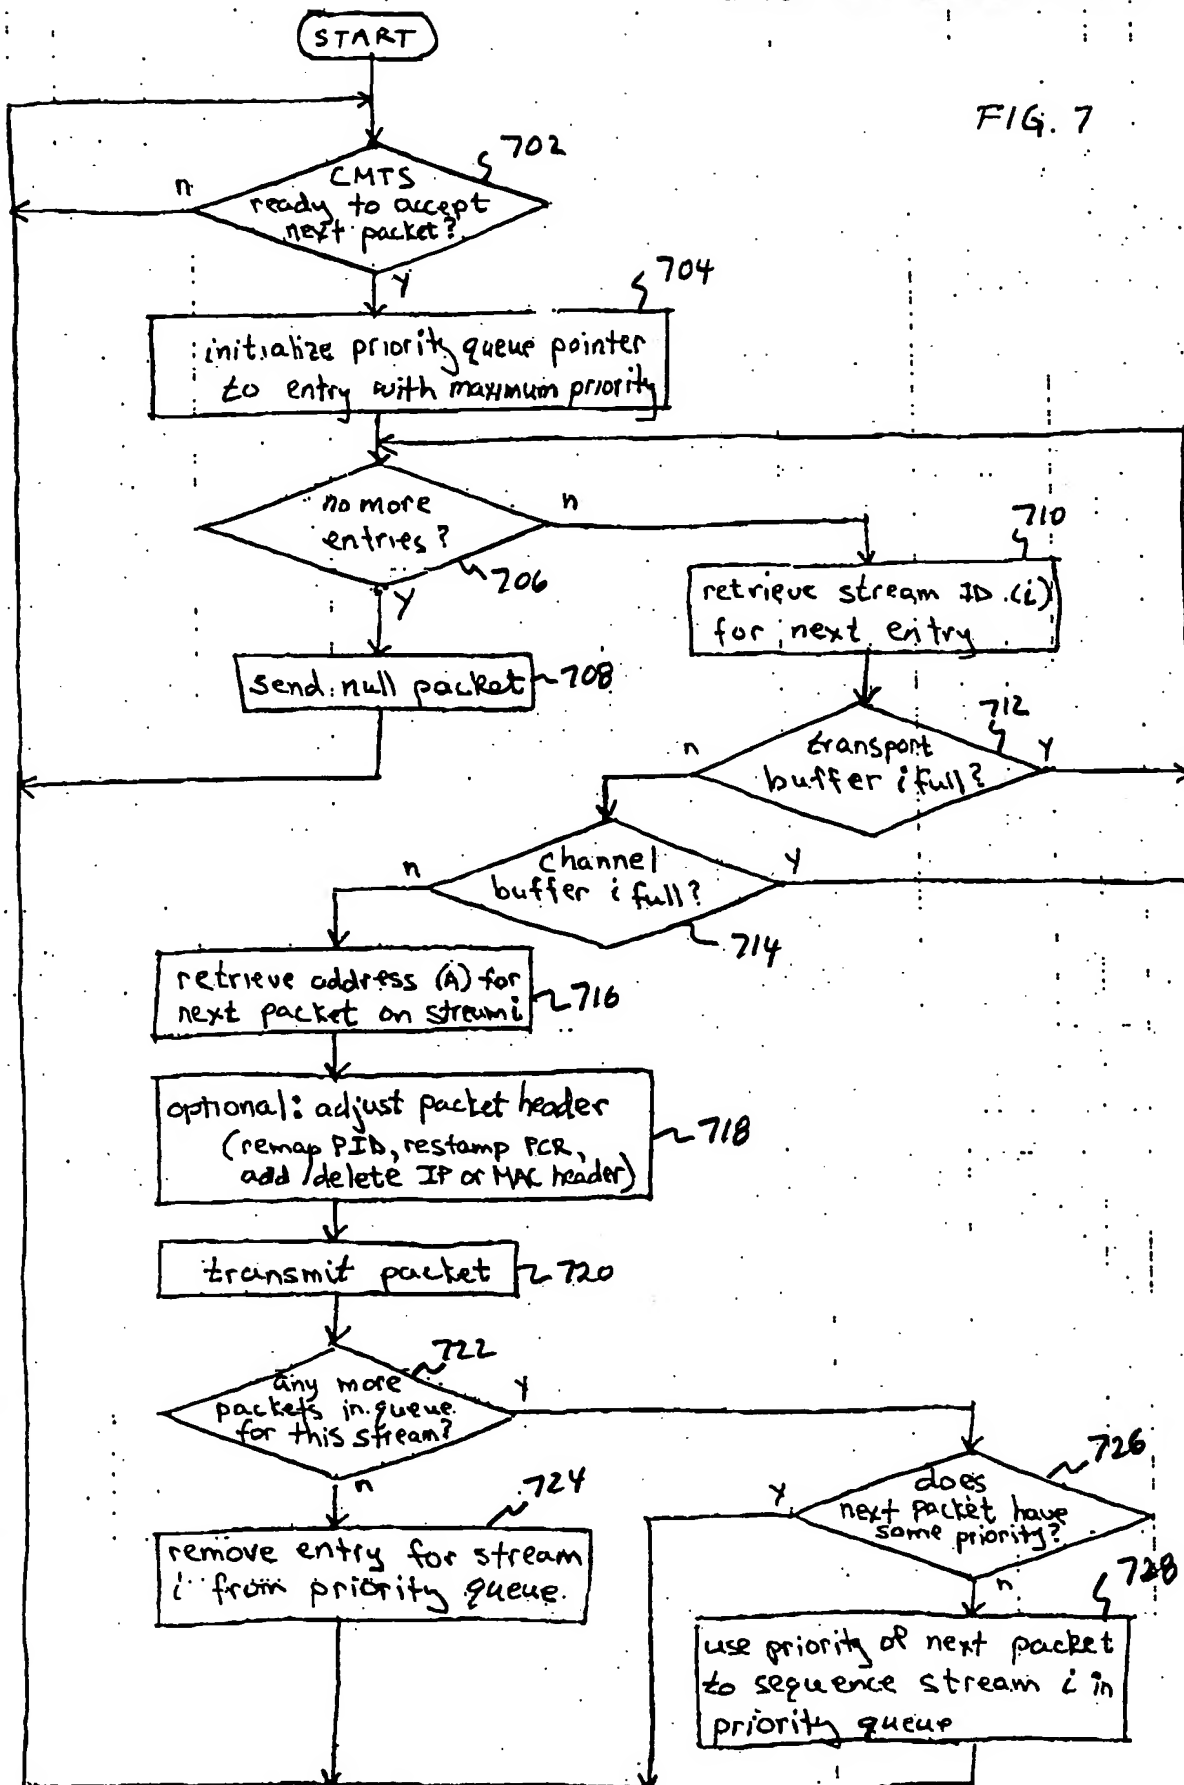 START
FIG. 7
702
CMTS
ready to accept
next packet?
n
y
704
initialize priority queue pointer
to entry with maximum priority
no more
entries?
n
706
y
710
retrieve stream ID (i)
for next entry
send null packet
708
712
transport
buffer i full?
n
y
channel
buffer i full?
n
y
714
retrieve address (A) for
next packet on stream i
716
optional: adjust packet header
(remap PID, restamp PCR,
add/delete IP or MAC header)
718
transmit packet
720
722
any more
packets in queue
for this stream?
y
n
724
726
does
next packet have
same priority?
y
n
remove entry for stream
i from priority queue.
728
use priority of next packet
to sequence stream i in
priority queue